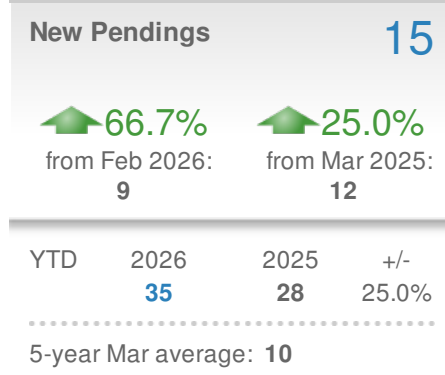 New Pendings 15
66.7% 25.0%
from Feb 2026: from Mar 2025:
9 12
YTD 2026 2025 +/-
35 28 25.0%
5-year Mar average: 10